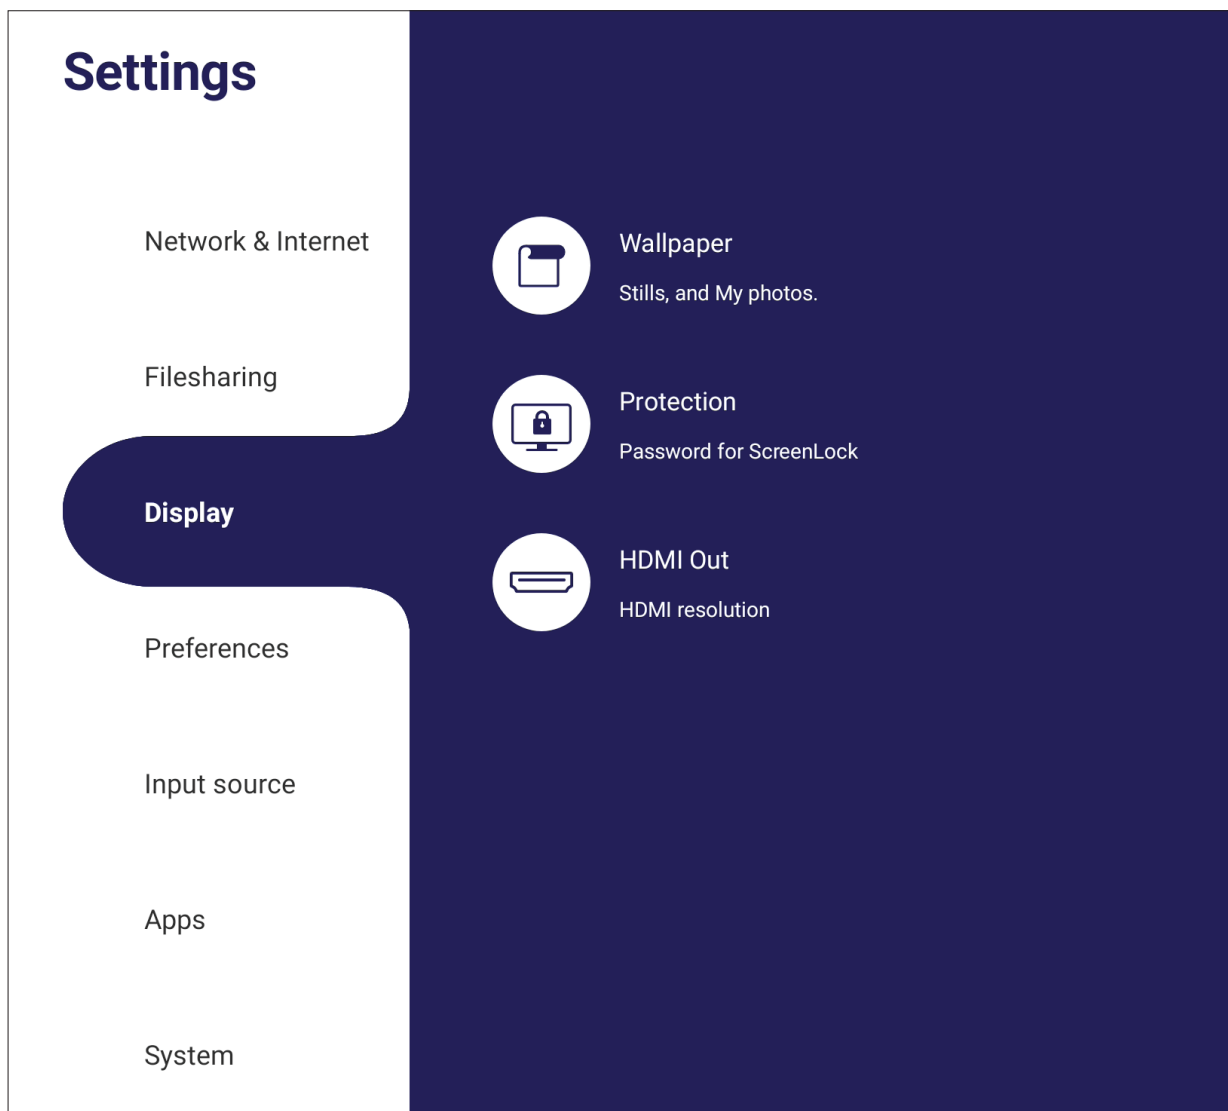 Settings
Network & Internet
Filesharing
Display
Preferences
Input source
Apps
System
Wallpaper
Stills, and My photos.
Protection
Password for ScreenLock
HDMI Out
HDMI resolution